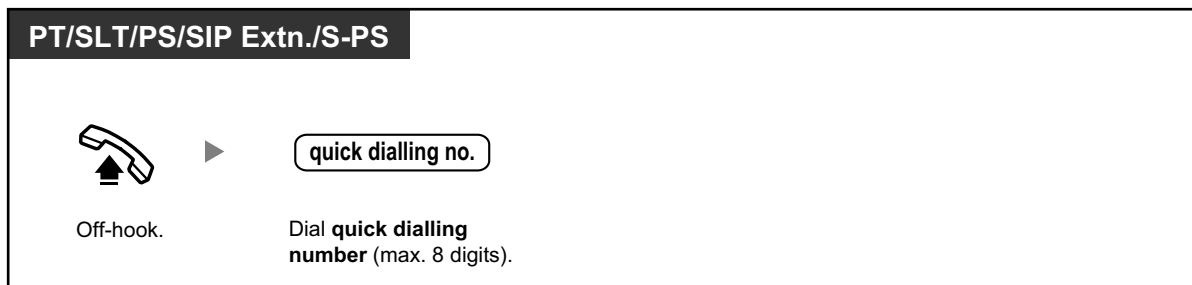 PT/SLT/PS/SIP Extn./S-PS
quick dialling no.
Off-hook.
Dial quick dialling
number (max. 8 digits).